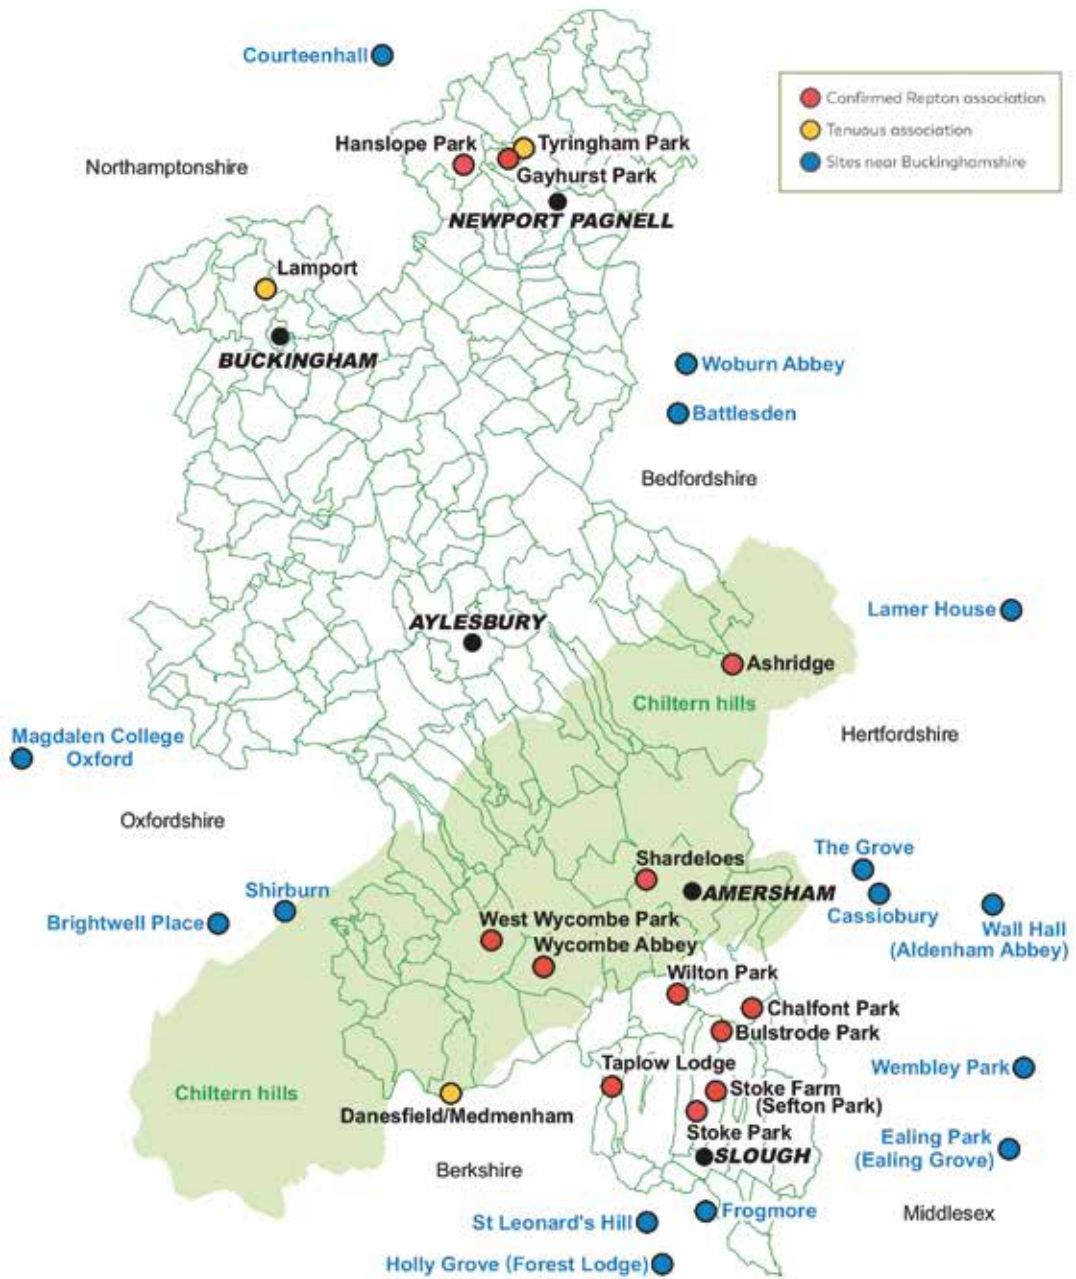 Courteenhall
Confirmed Repton association
Tenuous association
Sites near Buckinghamshire
Hanslope Park
Tyringham Park
Gayhurst Park
Northamptonshire
NEWPORT PAGNELL
Lamport
BUCKINGHAM
Woburn Abbey
Battlesden
Bedfordshire
Lamer House
AYLESBURY
Ashridge
Chiltern hills
Magdalen College
Oxford
Hertfordshire
Oxfordshire
The Grove
Shardeloes
AMERSHAM
Shirburn
Brightwell Place
Cassiobury
West Wycombe Park
Wall Hall
(Aldenham Abbey)
Wycombe Abbey
Wilton Park
Chalfont Park
Bulstrode Park
Taplow Lodge
Wembley Park
Chiltern hills
Stoke Farm
(Sefton Park)
Danesfield/Medmenham
Stoke Park
Ealing Park
(Ealing Grove)
SLOUGH
Berkshire
Frogmore
Middlesex
St Leonard's Hill
Holly Grove (Forest Lodge)